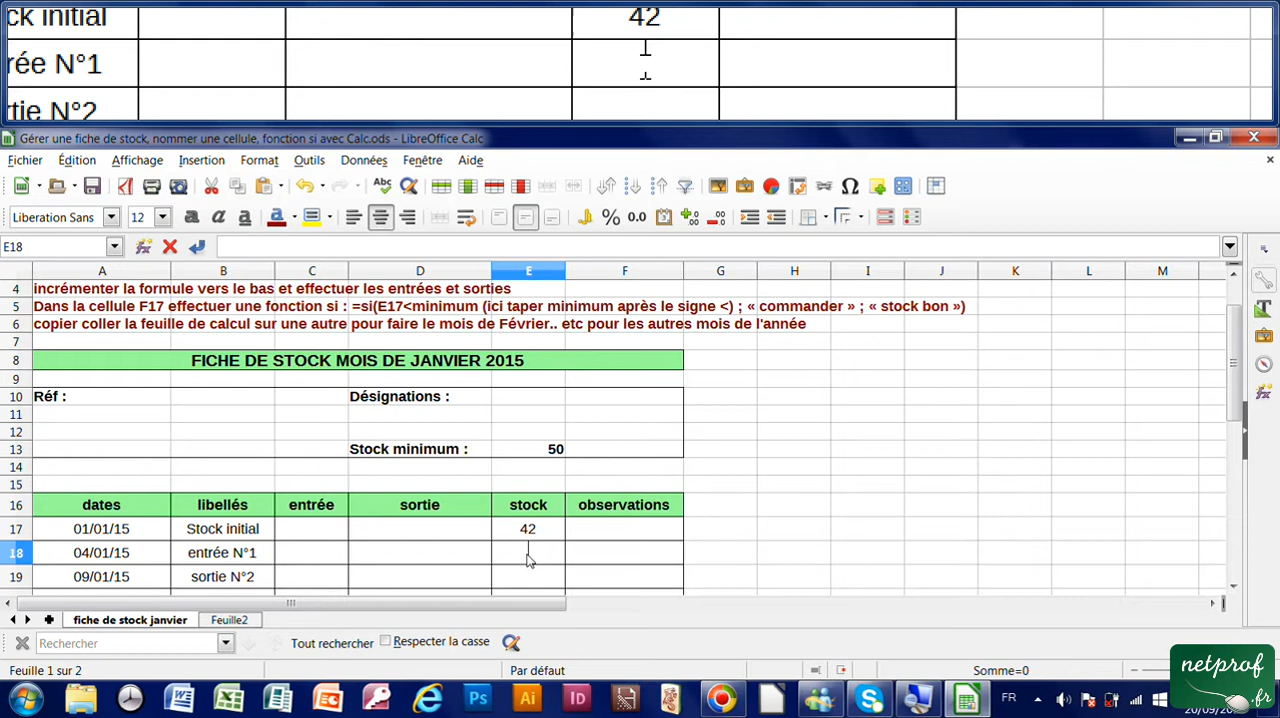 ck initial 42
rée N°1
rtie N°2
Gérer une fiche de stock, nommer une cellule, fonction si avec Calc.ods - LibreOffice Calc
Fichier Édition Affichage Insertion Format Outils Données Fenêtre Aide
Liberation Sans 12
E18
A B C D E F G H I J K L M
4 incrémenter la formule vers le bas et effectuer les entrées et sorties
5 Dans la cellule F17 effectuer une fonction si : =si(E17<minimum (ici taper minimum après le signe <) ; « commander » ; « stock bon »)
6 copier coller la feuille de calcul sur une autre pour faire le mois de Février.. etc pour les autres mois de l'année
7
8 FICHE DE STOCK MOIS DE JANVIER 2015
9
10 Réf : Désignations :
11
12
13 Stock minimum : 50
14
15
16 dates libellés entrée sortie stock observations
17 01/01/15 Stock initial 42
18 04/01/15 entrée N°1
19 09/01/15 sortie N°2
fiche de stock janvier Feuille2
Rechercher Tout rechercher Respecter la casse
Feuille 1 sur 2 Par défaut Somme=0
FR
netprof
.fr